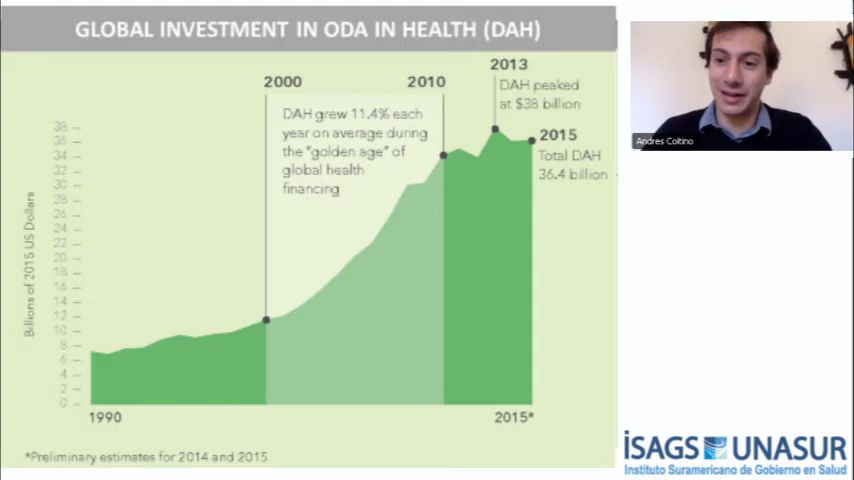 GLOBAL INVESTMENT IN ODA IN HEALTH (DAH)
2000
2010
2013
DAH peaked
at $38 billion
DAH grew 11.4% each
year on average during
the "golden age" of
global health
financing
2015
Total DAH
36.4 billion
Billions of 2015 US Dollars
38
36
34
32
30
28
26
24
22
20
18
16
14
12
10
8
6
4
2
0
1990
2015*
*Preliminary estimates for 2014 and 2015
Andres Coitino
iSAGS UNASUR
Instituto Suramericano de Gobierno en Salud